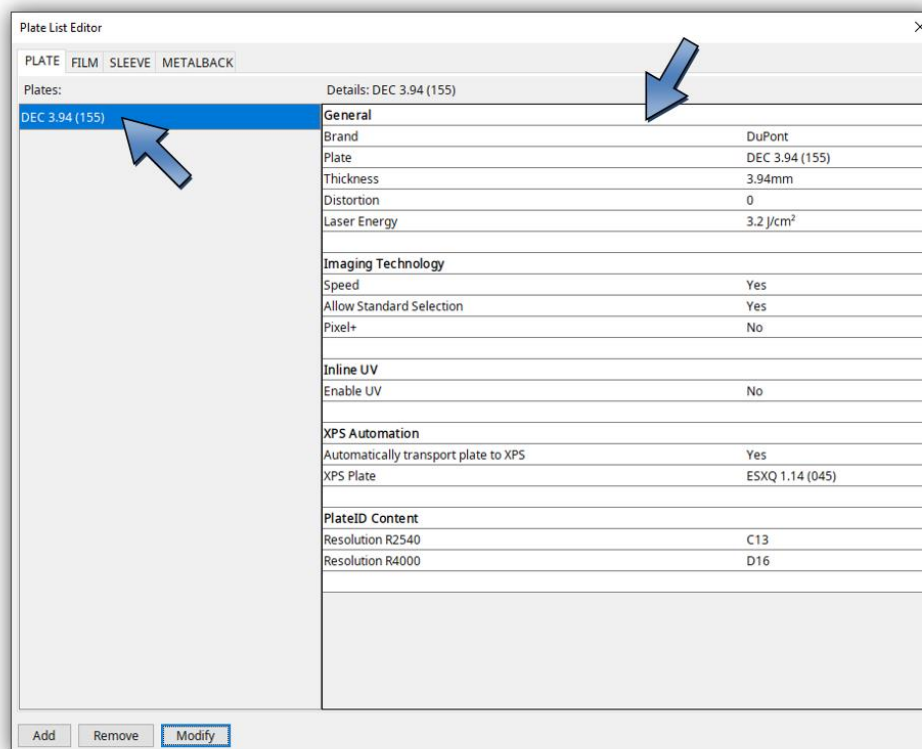 Plate List Editor
PLATE FILM SLEEVE METALBACK
Plates: Details: DEC 3.94 (155)
DEC 3.94 (155)
General
Brand DuPont
Plate DEC 3.94 (155)
Thickness 3.94mm
Distortion 0
Laser Energy 3.2 J/cm²
Imaging Technology
Speed Yes
Allow Standard Selection Yes
Pixel+ No
Inline UV
Enable UV No
XPS Automation
Automatically transport plate to XPS Yes
XPS Plate ESXQ 1.14 (045)
PlateID Content
Resolution R2540 C13
Resolution R4000 D16
Add Remove Modify